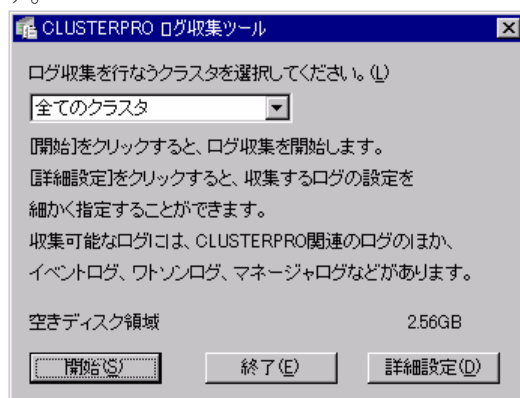 す。
CLUSTERPRO ログ収集ツール
ログ収集を行なうクラスタを選択してください。(L)
全てのクラスタ
[開始]をクリックすると、ログ収集を開始します。
[詳細設定]をクリックすると、収集するログの設定を
細かく指定することができます。
収集可能なログには、CLUSTERPRO関連のログのほか、
イベントログ、ワトソンログ、マネージャログなどがあります。
空きディスク領域 2.56GB
開始(S) 終了(E) 詳細設定(D)